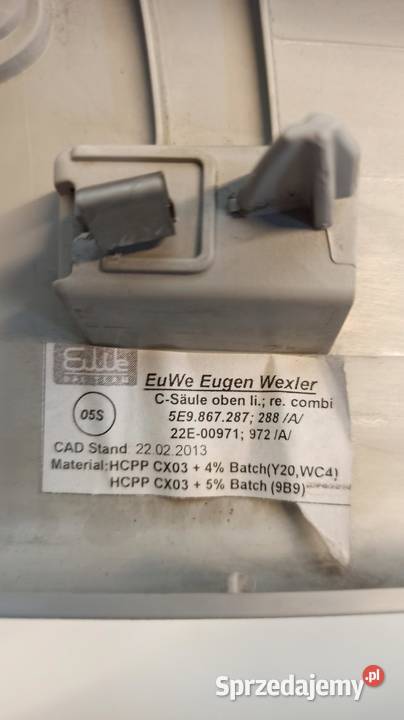 EuWe
EuWe Eugen Wexler
C-Säule oben li.; re. combi
05S
5E9.867.287; 288 /A/
22E-00971; 972 /A/
CAD Stand 22.02.2013
Material:HCPP CX03 + 4% Batch(Y20,WC4)
HCPP CX03 + 5% Batch (9B9)
Sprzedajemy.pl